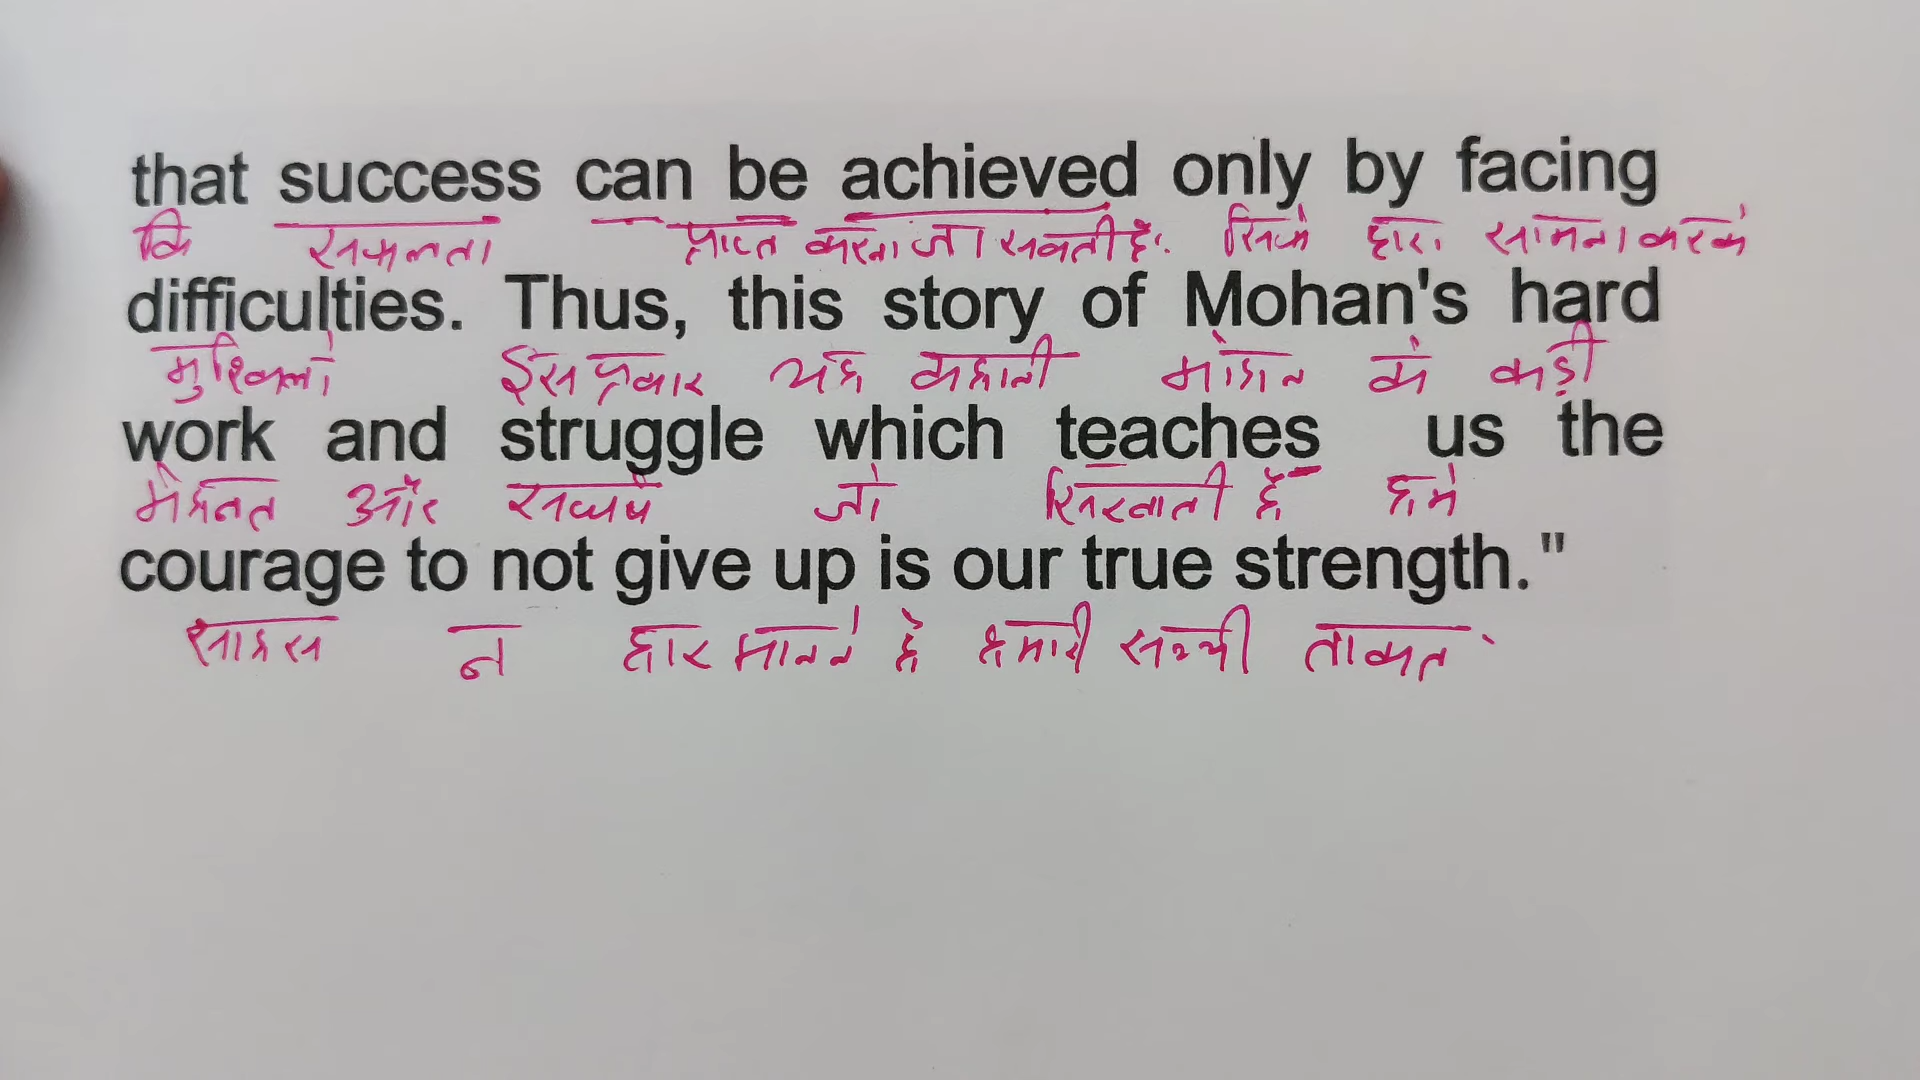 that success can be achieved only by facing
कि सफलता प्राप्त करना जा सकती है. सिर्फ द्वारा सामना करके
difficulties. Thus, this story of Mohan's hard
मुश्किलों इस प्रकार यह कहानी मोहन के कड़ी
work and struggle which teaches us the
मेहनत और संघर्ष जो सिखाती है हमे
courage to not give up is our true strength."
साहस न हार मानने है हमारी सच्ची ताकत